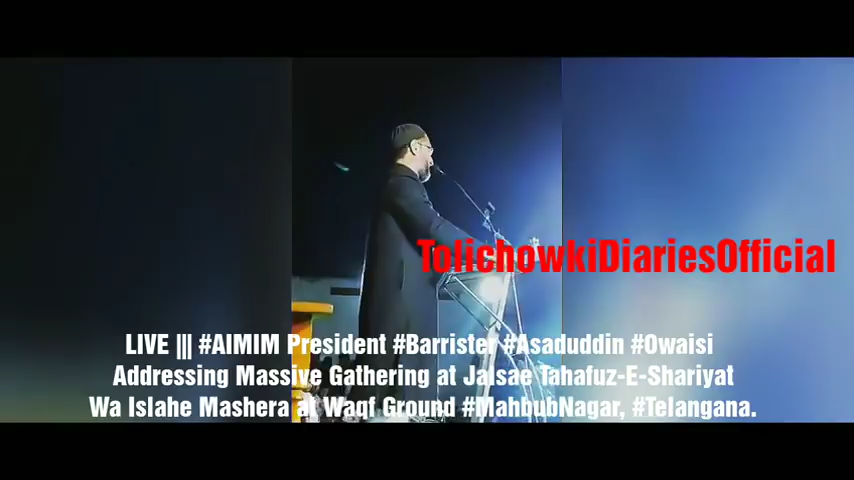 TolichowkiDiariesOfficial
LIVE ||| #AIMIM President #Barrister #Asaduddin #Owaisi
Addressing Massive Gathering at Jalsae Tahafuz-E-Shariyat
Wa Islahe Mashera at Waqf Ground #MahbubNagar, #Telangana.